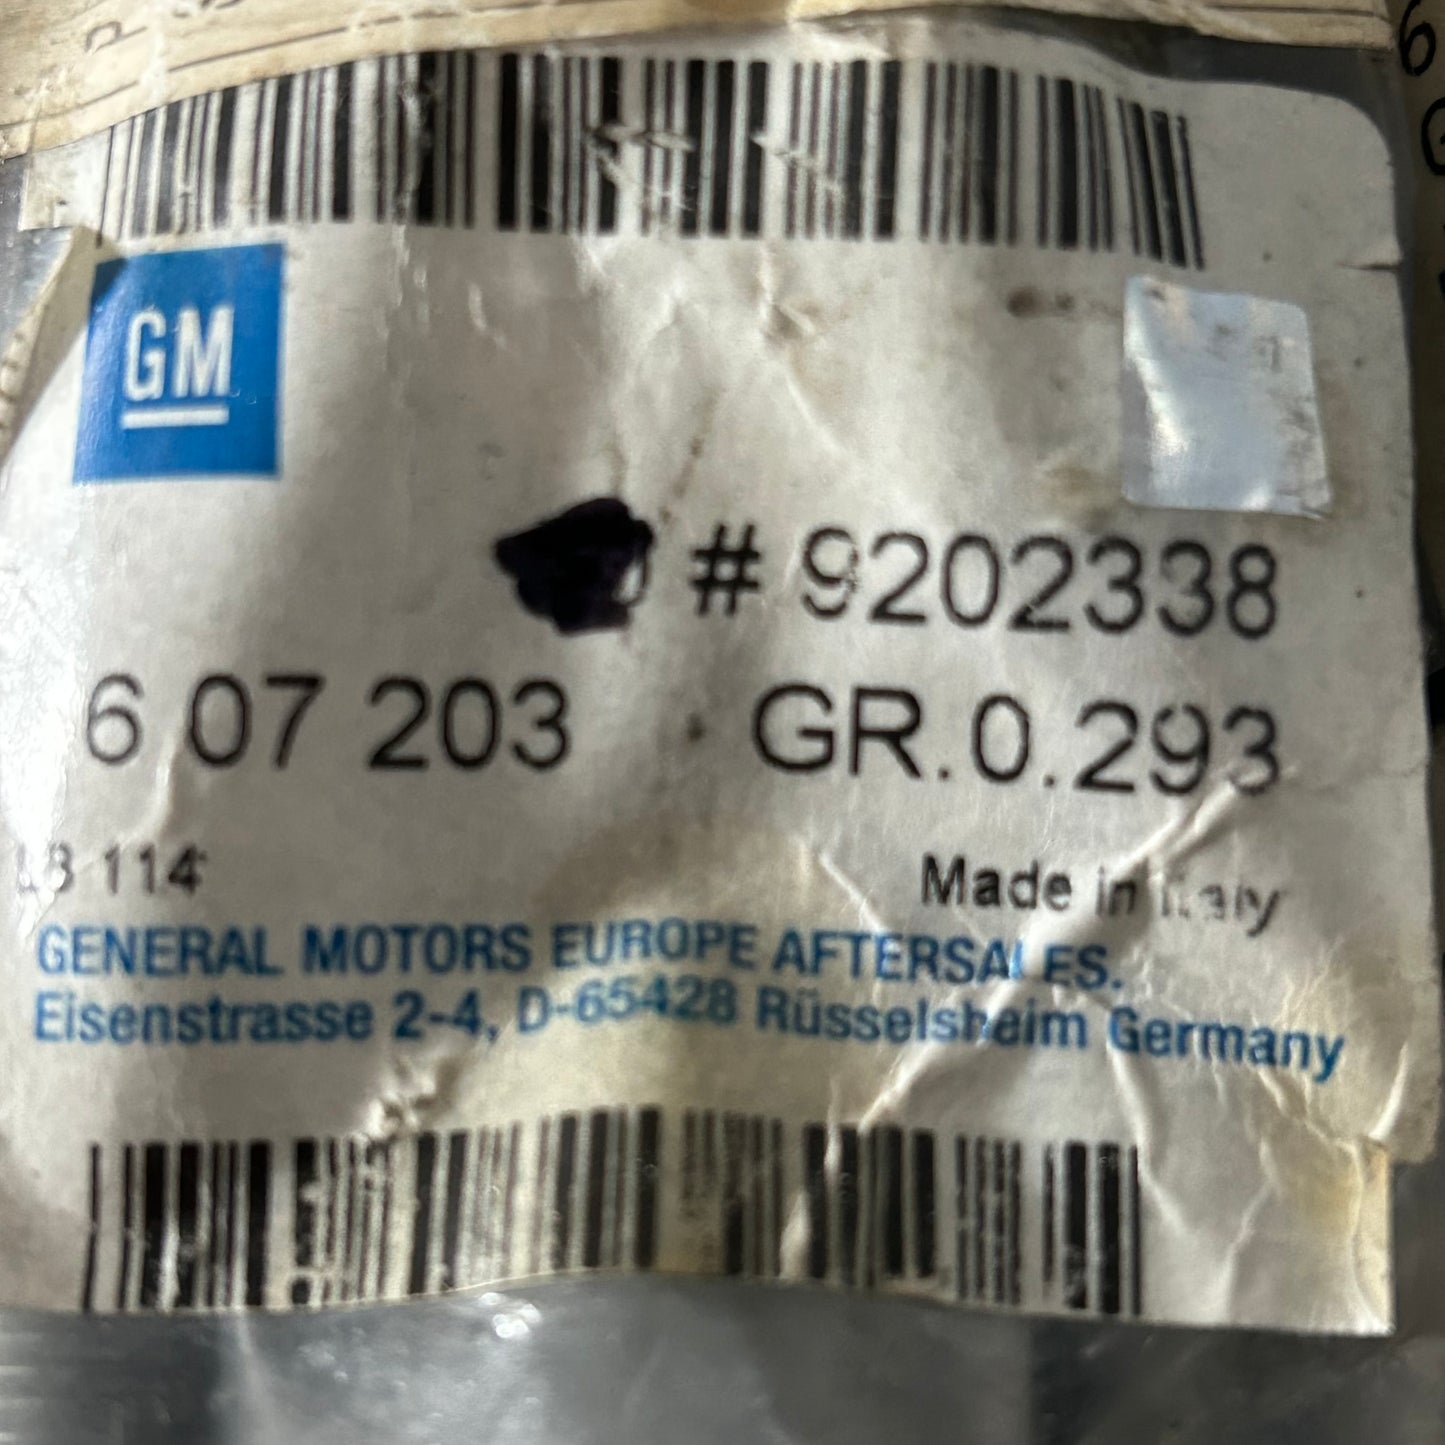 GM
# 9202338
6 07 203 GR.0.293
114
Made in Italy
GENERAL MOTORS EUROPE AFTERSALES.
Eisenstrasse 2-4, D-65428 Rüsselsheim Germany